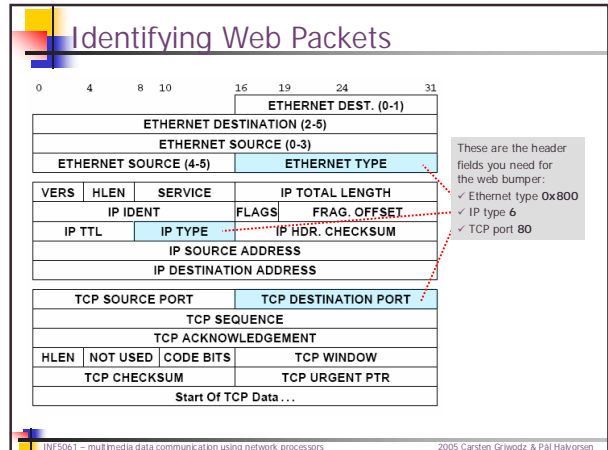 Identifying Web Packets
0 4 8 10 16 19 24 31
ETHERNET DEST. (0-1)
ETHERNET DESTINATION (2-5)
ETHERNET SOURCE (0-3)
ETHERNET SOURCE (4-5) ETHERNET TYPE
VERS HLEN SERVICE IP TOTAL LENGTH
IP IDENT FLAGS FRAG. OFFSET
IP TTL IP TYPE IP HDR. CHECKSUM
IP SOURCE ADDRESS
IP DESTINATION ADDRESS
TCP SOURCE PORT TCP DESTINATION PORT
TCP SEQUENCE
TCP ACKNOWLEDGEMENT
HLEN NOT USED CODE BITS TCP WINDOW
TCP CHECKSUM TCP URGENT PTR
Start Of TCP Data . . .
These are the header
fields you need for
the web bumper:
✓ Ethernet type 0x800
✓ IP type 6
✓ TCP port 80
INF5061 – multimedia data communication using network processors
2005 Carsten Griwodz & Pål Halvorsen